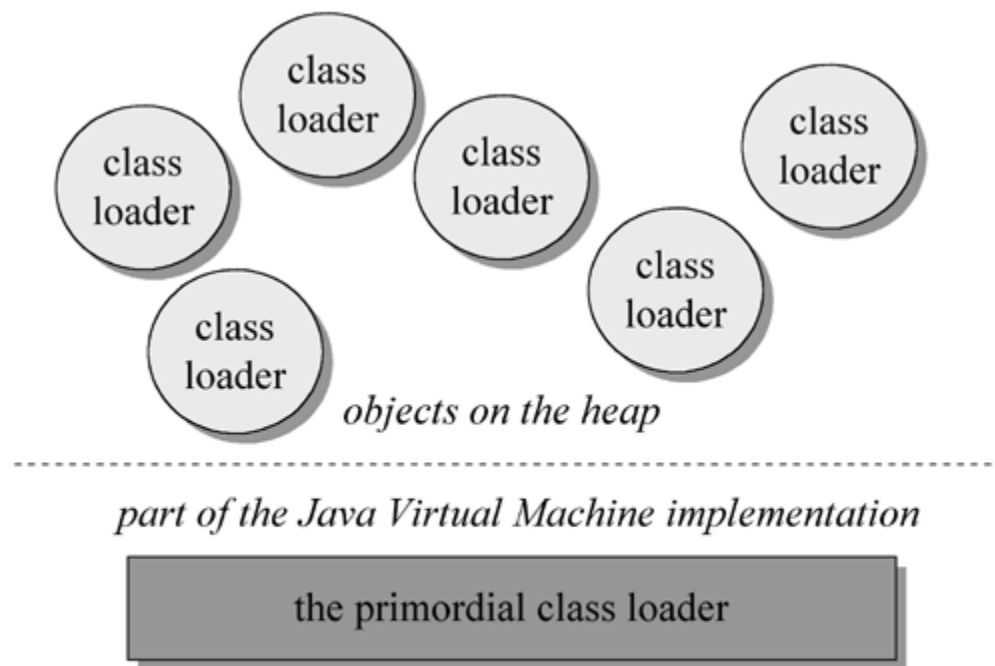 class
loader
class
loader
class
loader
class
loader
class
loader
class
loader
objects on the heap
part of the Java Virtual Machine implementation
the primordial class loader